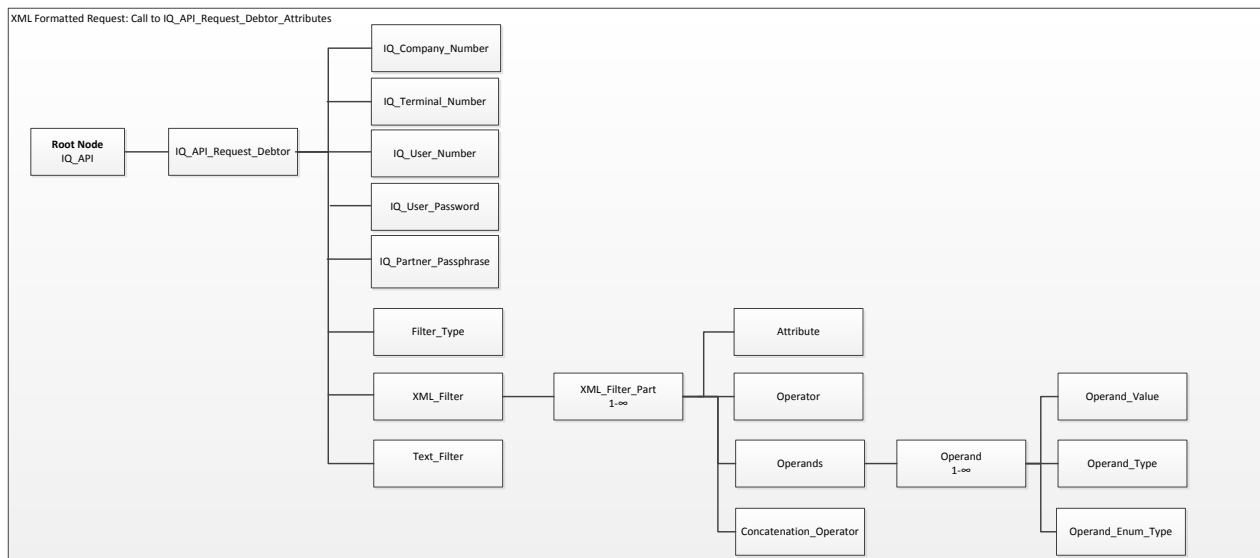 XML Formatted Request: Call to IQ_API_Request_Debtor_Attributes
IQ_Company_Number
IQ_Terminal_Number
Root Node
IQ_API
IQ_API_Request_Debtor
IQ_User_Number
IQ_User_Password
IQ_Partner_Passphrase
Filter_Type
Attribute
XML_Filter
XML_Filter_Part
1-∞
Operator
Operand_Value
Text_Filter
Operands
Operand
1-∞
Operand_Type
Concatenation_Operator
Operand_Enum_Type